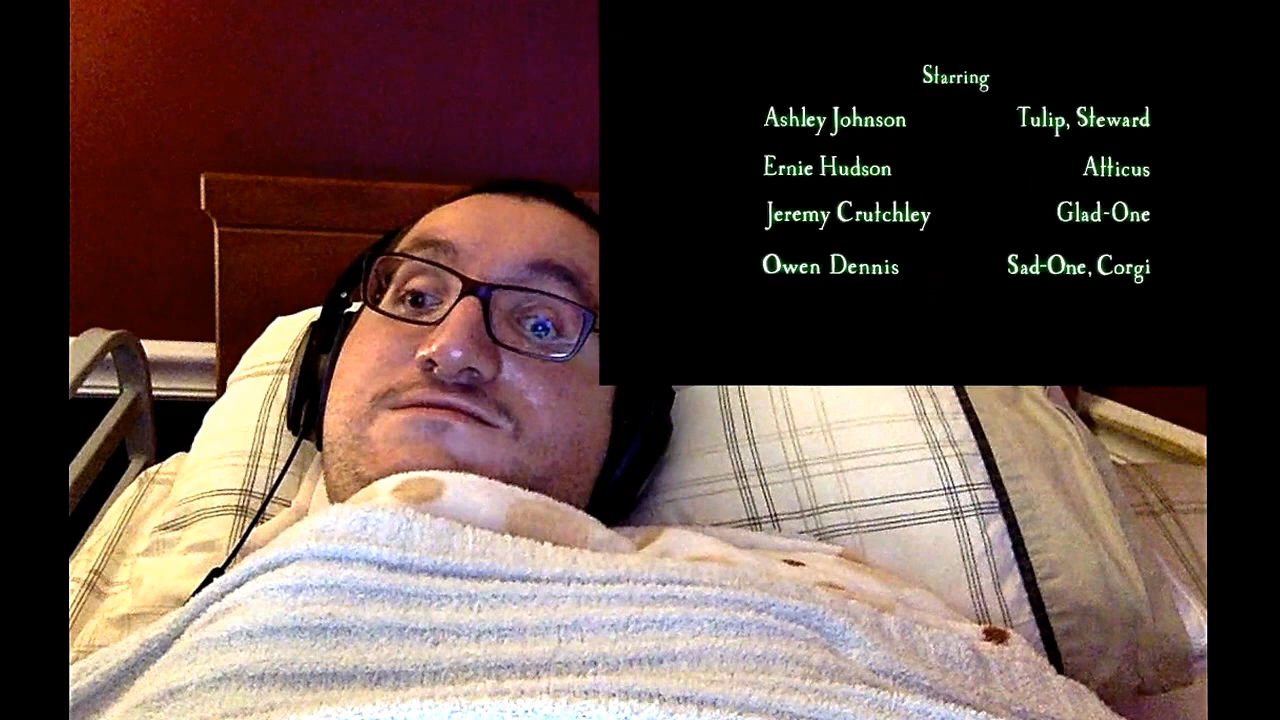 Starring
Ashley Johnson Tulip, Steward
Ernie Hudson Atticus
Jeremy Crutchley Glad-One
Owen Dennis Sad-One, Corgi